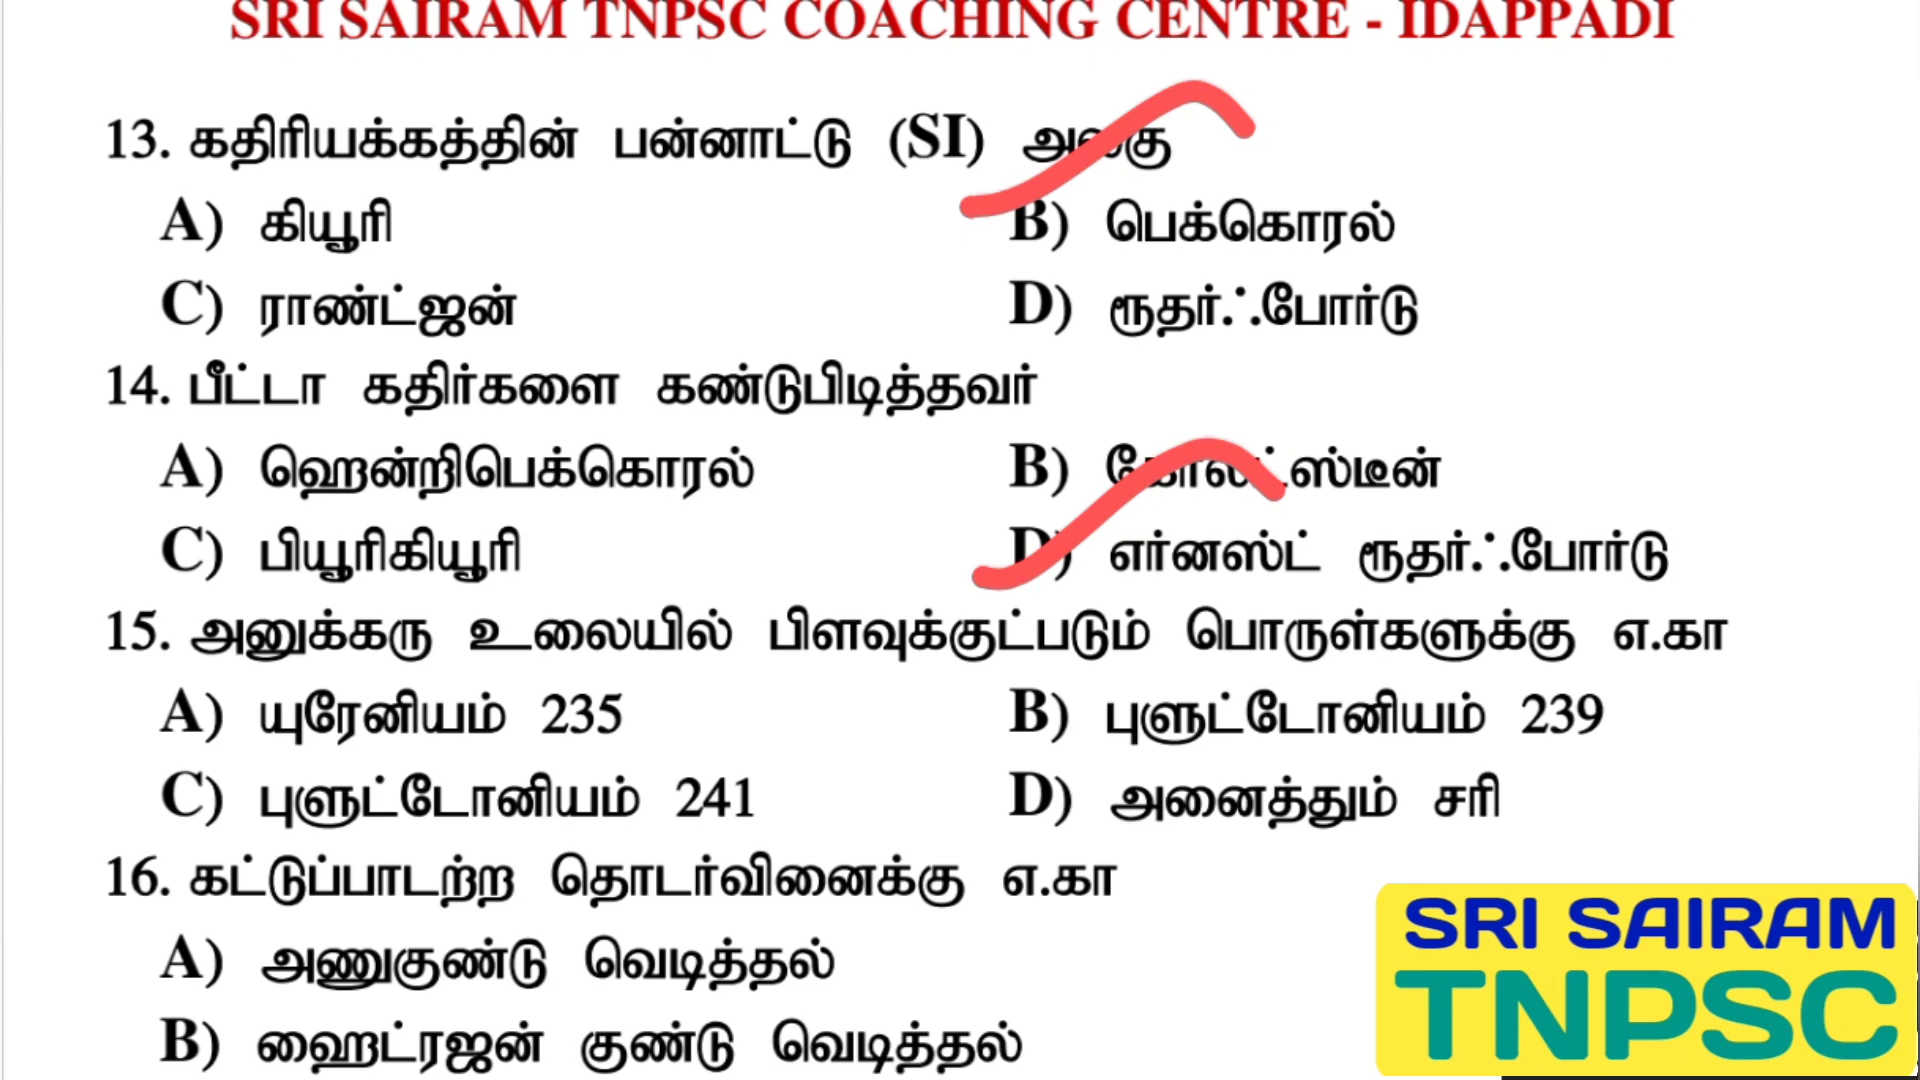 SRI SAIRAM TNPSC COACHING CENTRE - IDAPPADI
13. கதிரியக்கத்தின் பன்னாட்டு (SI) அலகு
A) கியூரி B) பெக்கொரல்
C) ராண்ட்ஜன் D) ரூதர்ஃபோர்டு
14. பீட்டா கதிர்களை கண்டுபிடித்தவர்
A) ஹென்றிபெக்கொரல் B) கோல்ட்ஸ்டீன்
C) பியூரிகியூரி D) எர்னஸ்ட் ரூதர்ஃபோர்டு
15. அனுக்கரு உலையில் பிளவுக்குட்படும் பொருள்களுக்கு எ.கா
A) யுரேனியம் 235 B) புளுட்டோனியம் 239
C) புளுட்டோனியம் 241 D) அனைத்தும் சரி
16. கட்டுப்பாடற்ற தொடர்வினைக்கு எ.கா
A) அணுகுண்டு வெடித்தல்
B) ஹைட்ரஜன் குண்டு வெடித்தல்
SRI SAIRAM
TNPSC